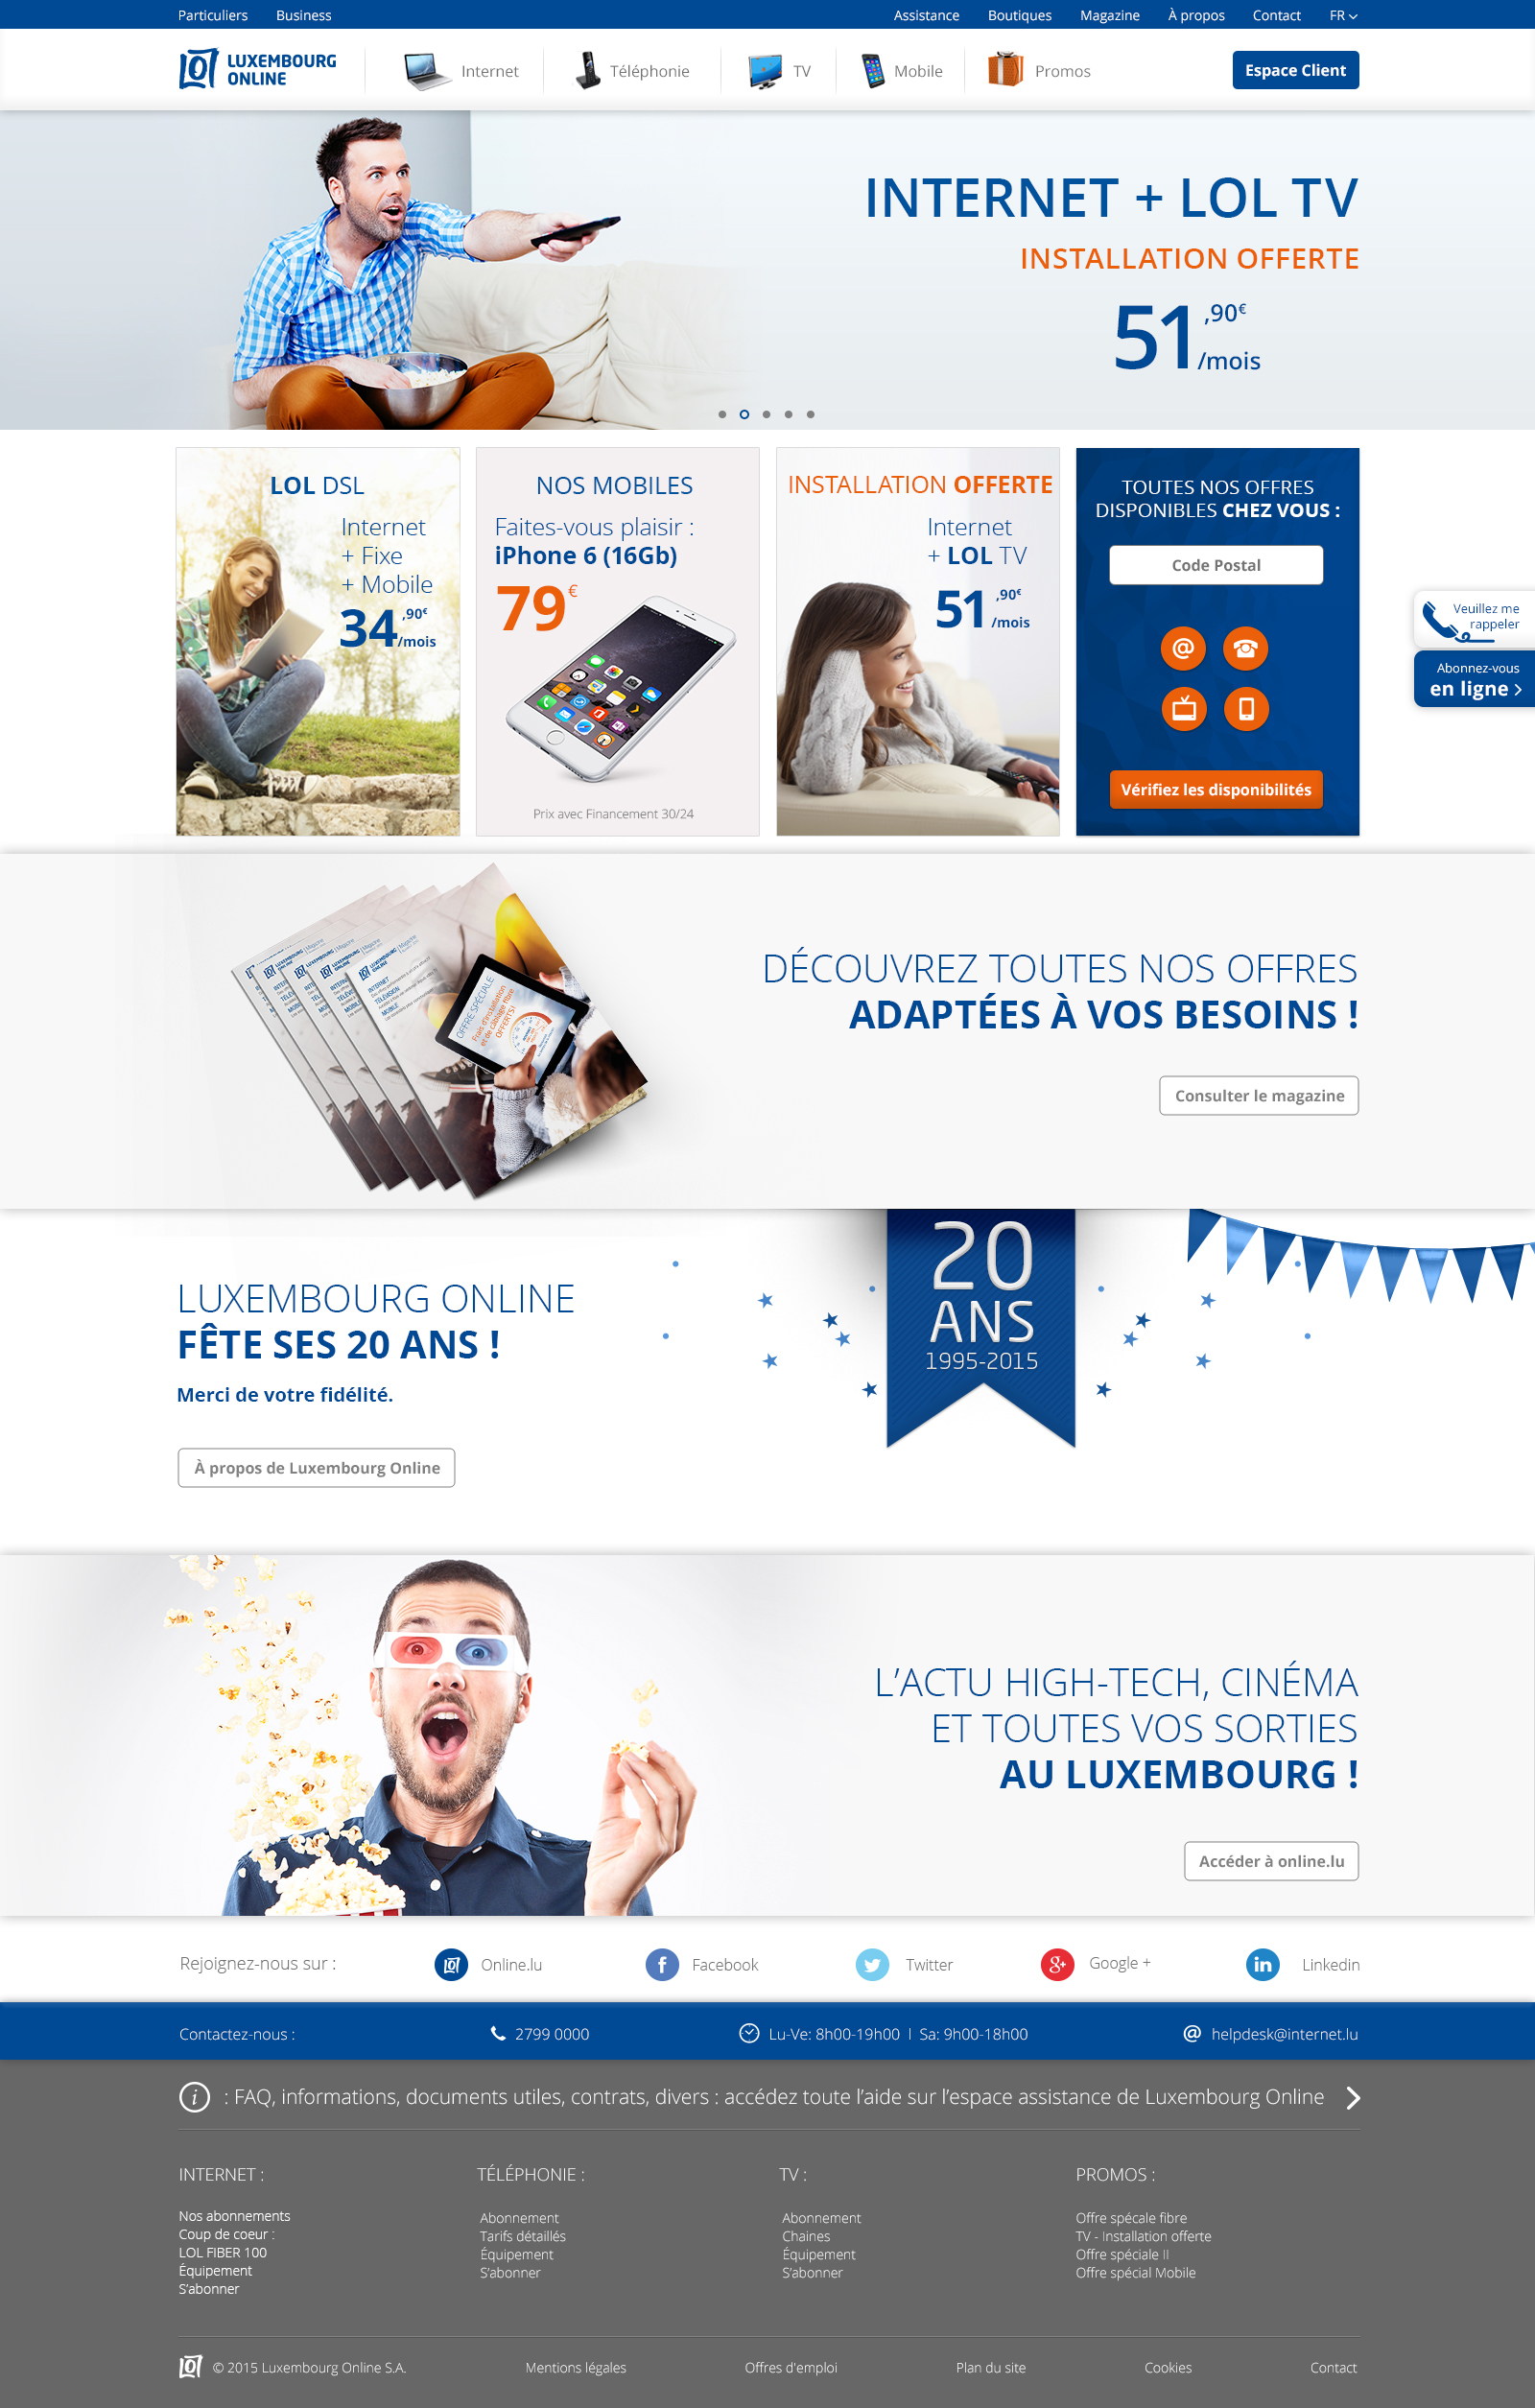 Particuliers Business Assistance Boutiques Magazine À propos Contact FR
LUXEMBOURG
ONLINE
Internet Téléphonie TV Mobile Promos Espace Client
INTERNET + LOL TV
INSTALLATION OFFERTE
51,90€
/mois
LOL DSL
Internet
+ Fixe
+ Mobile
34,90€
/mois
NOS MOBILES
Faites-vous plaisir :
iPhone 6 (16Gb)
79€
Prix avec Financement 30/24
INSTALLATION OFFERTE
Internet
+ LOL TV
51,90€
/mois
TOUTES NOS OFFRES
DISPONIBLES CHEZ VOUS :
Code Postal
Vérifiez les disponibilités
Veuillez me
rappeler
Abonnez-vous
en ligne
OFFRE SPÉCIALE
Frais d'installation
et de câblage fibre
OFFERTS!
DÉCOUVREZ TOUTES NOS OFFRES
ADAPTÉES À VOS BESOINS !
Consulter le magazine
LUXEMBOURG ONLINE
FÊTE SES 20 ANS !
Merci de votre fidélité.
À propos de Luxembourg Online
20
ANS
1995-2015
L’ACTU HIGH-TECH, CINÉMA
ET TOUTES VOS SORTIES
AU LUXEMBOURG !
Accéder à online.lu
Rejoignez-nous sur : Online.lu Facebook Twitter Google + Linkedin
Contactez-nous : 2799 0000 Lu-Ve: 8h00-19h00 | Sa: 9h00-18h00 @ helpdesk@internet.lu
: FAQ, informations, documents utiles, contrats, divers : accédez toute l’aide sur l’espace assistance de Luxembourg Online
INTERNET :
Nos abonnements
Coup de coeur :
LOL FIBER 100
Équipement
S’abonner
TÉLÉPHONIE :
Abonnement
Tarifs détaillés
Équipement
S’abonner
TV :
Abonnement
Chaines
Équipement
S’abonner
PROMOS :
Offre spécale fibre
TV - Installation offerte
Offre spéciale II
Offre spécial Mobile
© 2015 Luxembourg Online S.A. Mentions légales Offres d'emploi Plan du site Cookies Contact